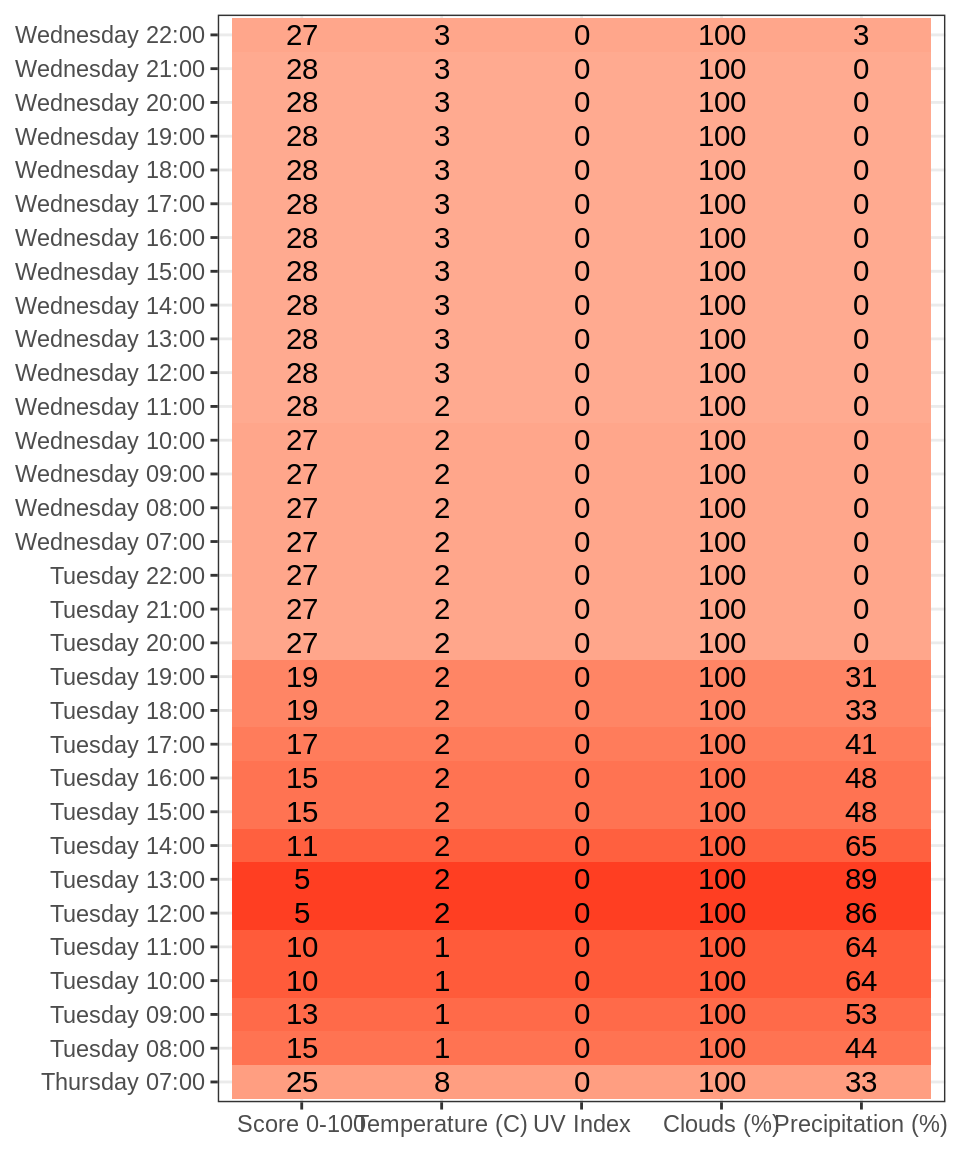 Wednesday 22:00 27 3 0 100 3
Wednesday 21:00 28 3 0 100 0
Wednesday 20:00 28 3 0 100 0
Wednesday 19:00 28 3 0 100 0
Wednesday 18:00 28 3 0 100 0
Wednesday 17:00 28 3 0 100 0
Wednesday 16:00 28 3 0 100 0
Wednesday 15:00 28 3 0 100 0
Wednesday 14:00 28 3 0 100 0
Wednesday 13:00 28 3 0 100 0
Wednesday 12:00 28 3 0 100 0
Wednesday 11:00 28 2 0 100 0
Wednesday 10:00 27 2 0 100 0
Wednesday 09:00 27 2 0 100 0
Wednesday 08:00 27 2 0 100 0
Wednesday 07:00 27 2 0 100 0
Tuesday 22:00 27 2 0 100 0
Tuesday 21:00 27 2 0 100 0
Tuesday 20:00 27 2 0 100 0
Tuesday 19:00 19 2 0 100 31
Tuesday 18:00 19 2 0 100 33
Tuesday 17:00 17 2 0 100 41
Tuesday 16:00 15 2 0 100 48
Tuesday 15:00 15 2 0 100 48
Tuesday 14:00 11 2 0 100 65
Tuesday 13:00 5 2 0 100 89
Tuesday 12:00 5 2 0 100 86
Tuesday 11:00 10 1 0 100 64
Tuesday 10:00 10 1 0 100 64
Tuesday 09:00 13 1 0 100 53
Tuesday 08:00 15 1 0 100 44
Thursday 07:00 25 8 0 100 33
Score 0-100 Temperature (C) UV Index Clouds (%) Precipitation (%)